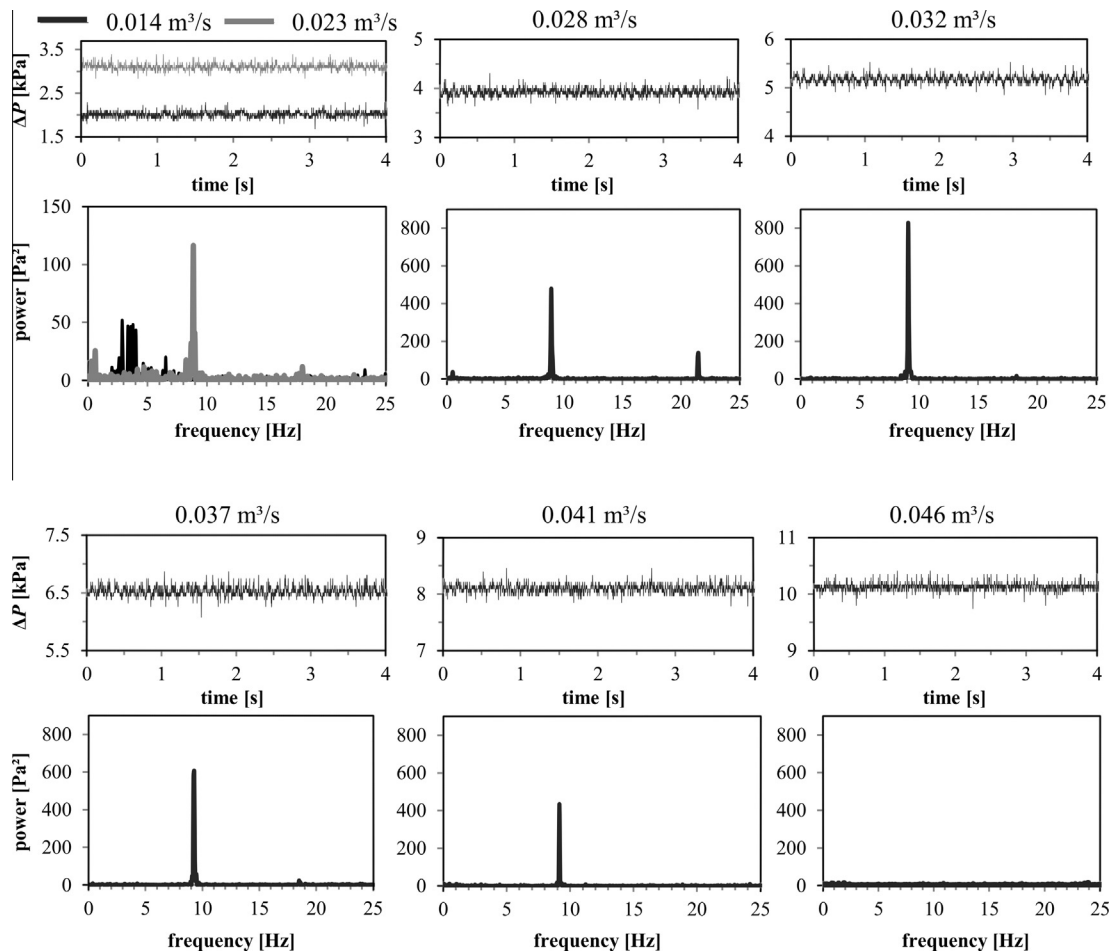 0.014 m³/s 0.023 m³/s 0.028 m³/s 0.032 m³/s
ΔP [kPa]
3.5
2.5
1.5
0 1 2 3 4
time [s]
5
4
3
0 1 2 3 4
time [s]
6
5
4
0 1 2 3 4
time [s]
power [Pa²]
150
100
50
0
0 5 10 15 20 25
frequency [Hz]
800
600
400
200
0
0 5 10 15 20 25
frequency [Hz]
800
600
400
200
0
0 5 10 15 20 25
frequency [Hz]
0.037 m³/s 0.041 m³/s 0.046 m³/s
ΔP [kPa]
7.5
6.5
5.5
0 1 2 3 4
time [s]
9
8
7
0 1 2 3 4
time [s]
11
10
9
0 1 2 3 4
time [s]
power [Pa²]
800
600
400
200
0
0 5 10 15 20 25
frequency [Hz]
800
600
400
200
0
0 5 10 15 20 25
frequency [Hz]
800
600
400
200
0
0 5 10 15 20 25
frequency [Hz]